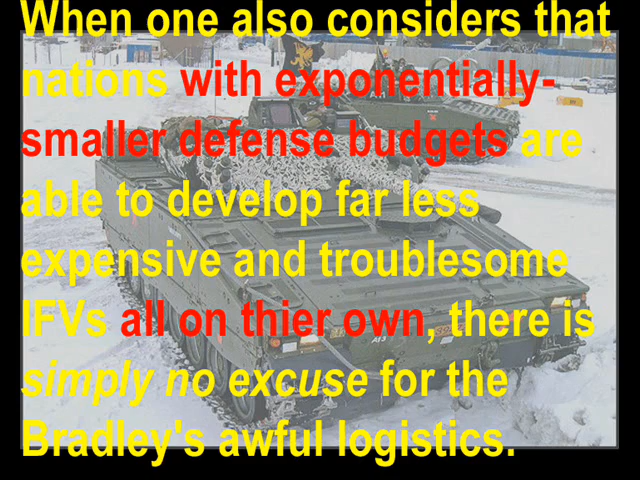 When one also considers that
nations with exponentially-
smaller defense budgets are
able to develop far less
expensive and troublesome
IFVs all on thier own, there is
simply no excuse for the
Bradley's awful logistics.